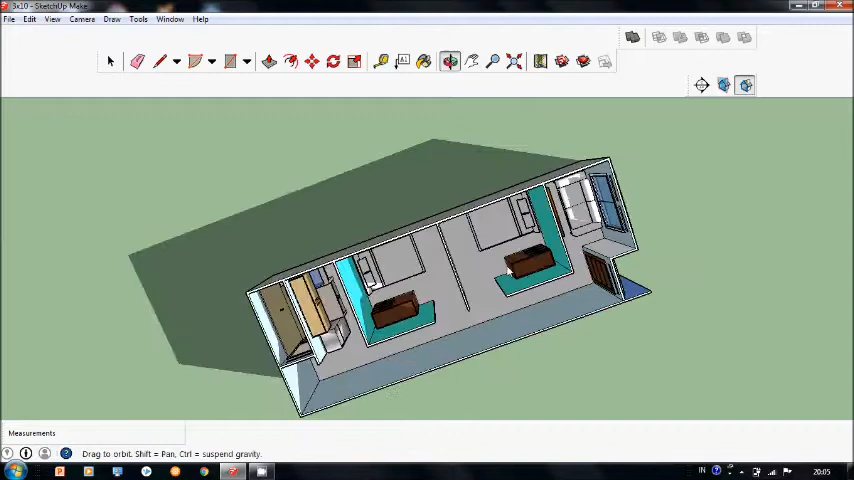 3x10 - SketchUp Make
File Edit View Camera Draw Tools Window Help
A1
Measurements
Drag to orbit. Shift = Pan, Ctrl = suspend gravity.
IN 20:05